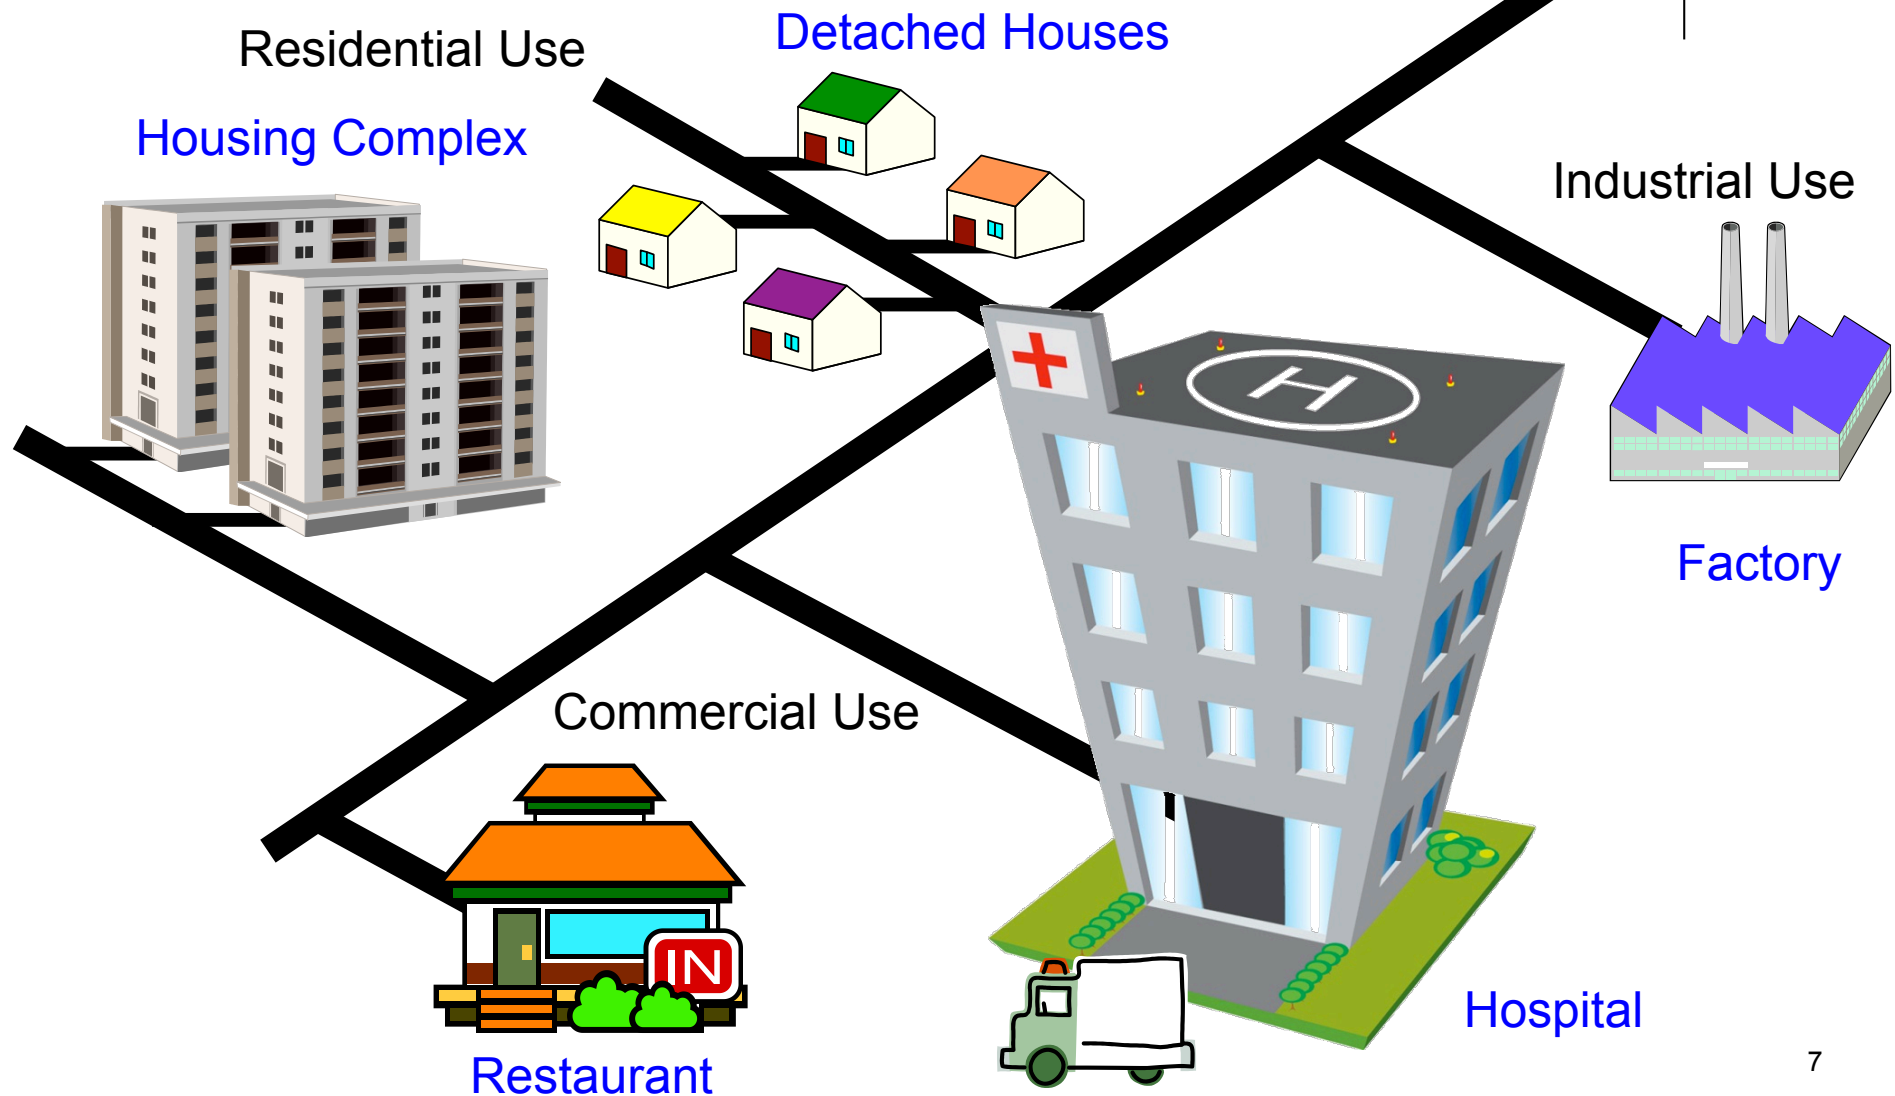 Detached Houses
Residential Use
Housing Complex
Industrial Use
H
Factory
Commercial Use
IN
Hospital
Restaurant
7